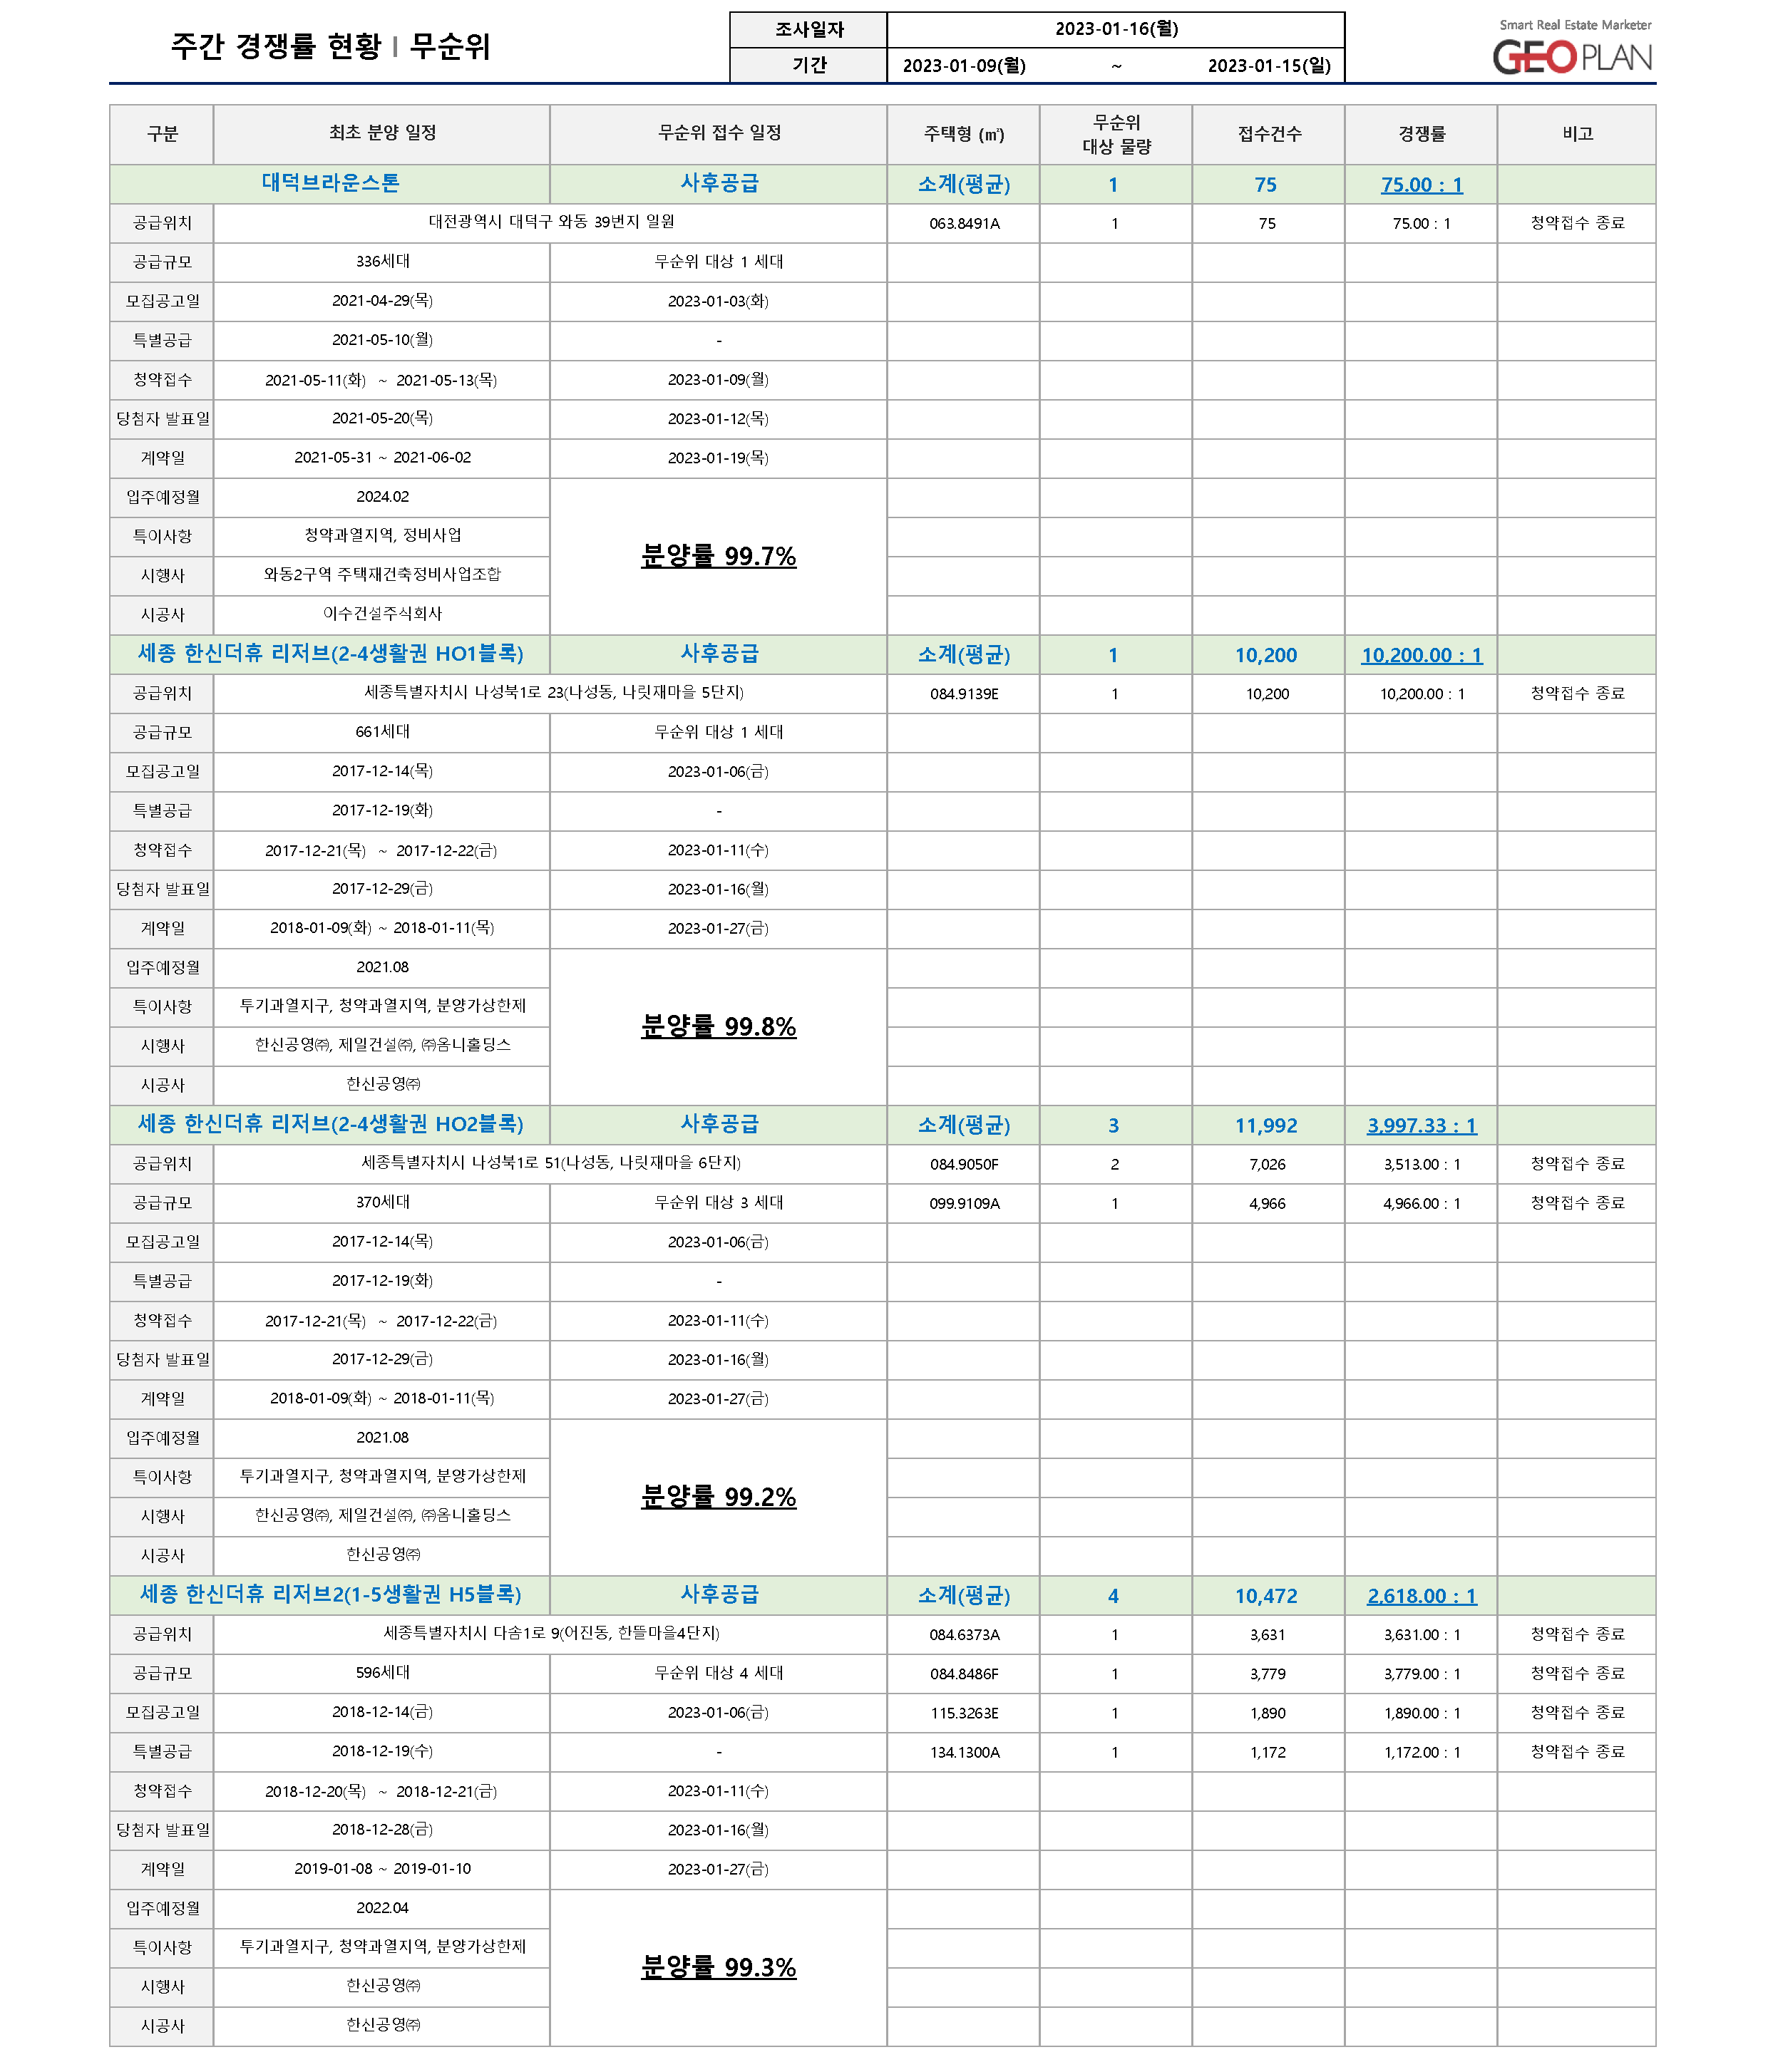 주간 경쟁률 현황 | 무순위
조사일자 2023-01-16(월)
기간 2023-01-09(월) ~ 2023-01-15(일)
Smart Real Estate Marketer
GEOPLAN
구분 최초 분양 일정 무순위 접수 일정 주택형 (㎡) 무순위 대상 물량 접수건수 경쟁률 비고
대덕브라운스톤 사후공급 소계(평균) 1 75 75.00 : 1
공급위치 대전광역시 대덕구 와동 39번지 일원 063.8491A 1 75 75.00 : 1 청약접수 종료
공급규모 336세대 무순위 대상 1 세대
모집공고일 2021-04-29(목) 2023-01-03(화)
특별공급 2021-05-10(월) -
청약접수 2021-05-11(화) ~ 2021-05-13(목) 2023-01-09(월)
당첨자 발표일 2021-05-20(목) 2023-01-12(목)
계약일 2021-05-31 ~ 2021-06-02 2023-01-19(목)
입주예정월 2024.02
특이사항 청약과열지역, 정비사업
분양률 99.7%
시행사 와동2구역 주택재건축정비사업조합
시공사 이수건설주식회사
세종 한신더휴 리저브(2-4생활권 HO1블록) 사후공급 소계(평균) 1 10,200 10,200.00 : 1
공급위치 세종특별자치시 나성북1로 23(나성동, 나릿재마을 5단지) 084.9139E 1 10,200 10,200.00 : 1 청약접수 종료
공급규모 661세대 무순위 대상 1 세대
모집공고일 2017-12-14(목) 2023-01-06(금)
특별공급 2017-12-19(화) -
청약접수 2017-12-21(목) ~ 2017-12-22(금) 2023-01-11(수)
당첨자 발표일 2017-12-29(금) 2023-01-16(월)
계약일 2018-01-09(화) ~ 2018-01-11(목) 2023-01-27(금)
입주예정월 2021.08
특이사항 투기과열지구, 청약과열지역, 분양가상한제
분양률 99.8%
시행사 한신공영㈜, 제일건설㈜, ㈜옴니홀딩스
시공사 한신공영㈜
세종 한신더휴 리저브(2-4생활권 HO2블록) 사후공급 소계(평균) 3 11,992 3,997.33 : 1
공급위치 세종특별자치시 나성북1로 51(나성동, 나릿재마을 6단지) 084.9050F 2 7,026 3,513.00 : 1 청약접수 종료
공급규모 370세대 무순위 대상 3 세대 099.9109A 1 4,966 4,966.00 : 1 청약접수 종료
모집공고일 2017-12-14(목) 2023-01-06(금)
특별공급 2017-12-19(화) -
청약접수 2017-12-21(목) ~ 2017-12-22(금) 2023-01-11(수)
당첨자 발표일 2017-12-29(금) 2023-01-16(월)
계약일 2018-01-09(화) ~ 2018-01-11(목) 2023-01-27(금)
입주예정월 2021.08
특이사항 투기과열지구, 청약과열지역, 분양가상한제
분양률 99.2%
시행사 한신공영㈜, 제일건설㈜, ㈜옴니홀딩스
시공사 한신공영㈜
세종 한신더휴 리저브2(1-5생활권 H5블록) 사후공급 소계(평균) 4 10,472 2,618.00 : 1
공급위치 세종특별자치시 다솜1로 9(어진동, 한뜰마을4단지) 084.6373A 1 3,631 3,631.00 : 1 청약접수 종료
공급규모 596세대 무순위 대상 4 세대 084.8486F 1 3,779 3,779.00 : 1 청약접수 종료
모집공고일 2018-12-14(금) 2023-01-06(금) 115.3263E 1 1,890 1,890.00 : 1 청약접수 종료
특별공급 2018-12-19(수) - 134.1300A 1 1,172 1,172.00 : 1 청약접수 종료
청약접수 2018-12-20(목) ~ 2018-12-21(금) 2023-01-11(수)
당첨자 발표일 2018-12-28(금) 2023-01-16(월)
계약일 2019-01-08 ~ 2019-01-10 2023-01-27(금)
입주예정월 2022.04
특이사항 투기과열지구, 청약과열지역, 분양가상한제
분양률 99.3%
시행사 한신공영㈜
시공사 한신공영㈜